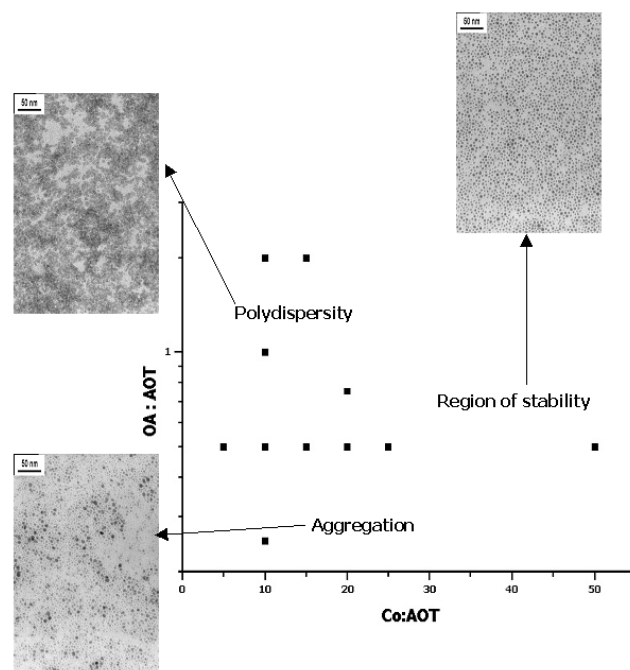 50 nm
50 nm
Polydispersity
1
OA : AOT
Region of stability
50 nm
Aggregation
0 10 20 30 40 50
Co:AOT